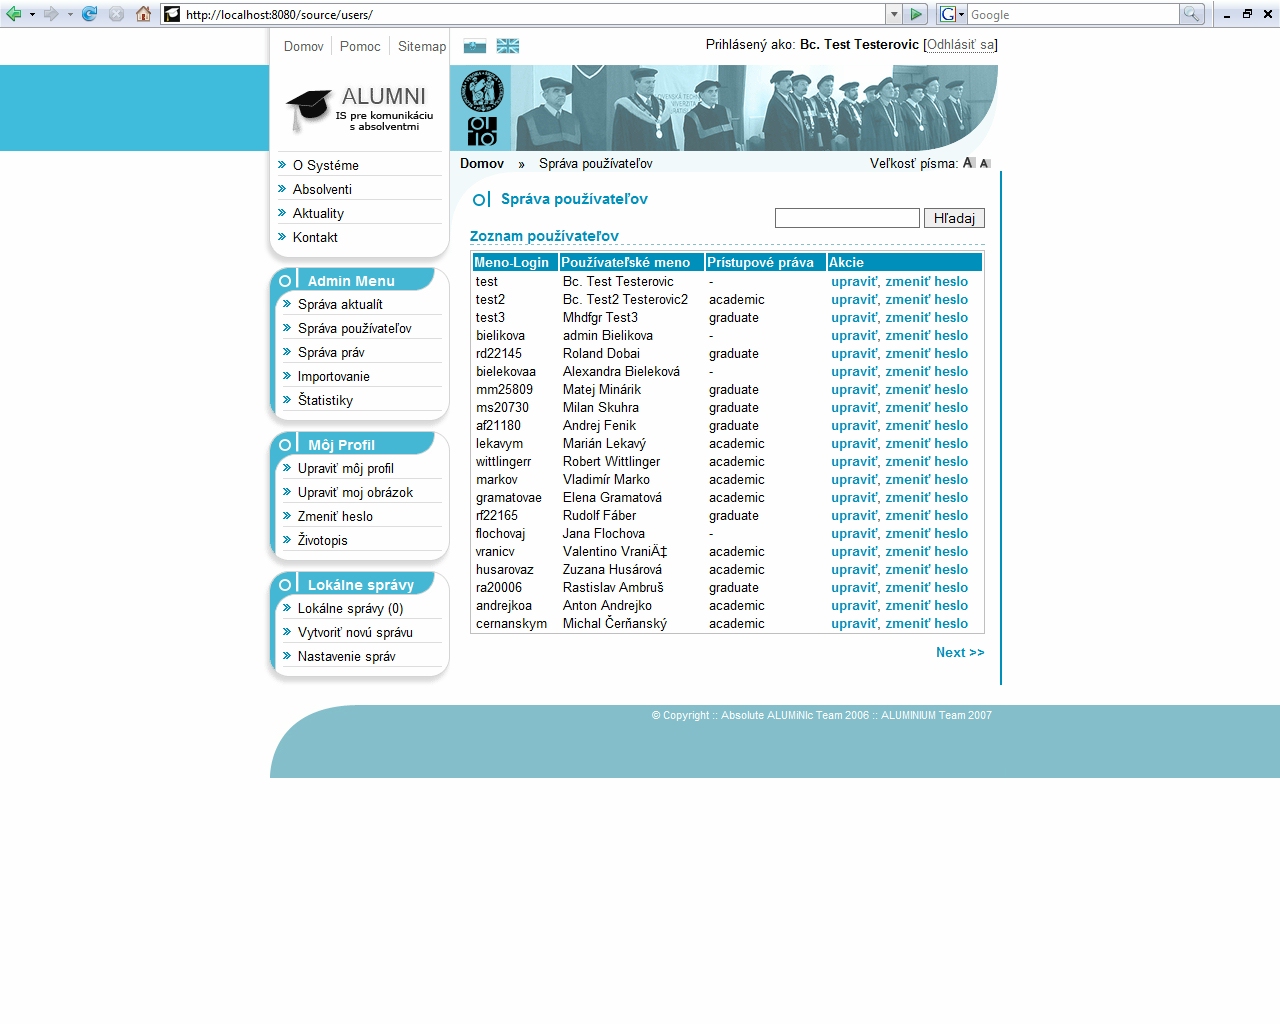 http://localhost:8080/source/users/
Google
Domov Pomoc Sitemap
Prihlásený ako: Bc. Test Testerovic [Odhlásiť sa]
ALUMNI
IS pre komunikáciu
s absolventmi
O Systéme
Absolventi
Aktuality
Kontakt
Admin Menu
Správa aktualít
Správa používateľov
Správa práv
Importovanie
Štatistiky
Môj Profil
Upraviť môj profil
Upraviť moj obrázok
Zmeniť heslo
Životopis
Lokálne správy
Lokálne správy (0)
Vytvoriť novú správu
Nastavenie správ
Domov » Správa používateľov
Veľkosť písma: A A
Správa používateľov
Hľadaj
Zoznam používateľov
Meno-Login Používateľské meno Prístupové práva Akcie
test Bc. Test Testerovic - upraviť, zmeniť heslo
test2 Bc. Test2 Testerovic2 academic upraviť, zmeniť heslo
test3 Mhdfgr Test3 graduate upraviť, zmeniť heslo
bielikova admin Bielikova - upraviť, zmeniť heslo
rd22145 Roland Dobai graduate upraviť, zmeniť heslo
bielekovaa Alexandra Bieleková - upraviť, zmeniť heslo
mm25809 Matej Minárik graduate upraviť, zmeniť heslo
ms20730 Milan Skuhra graduate upraviť, zmeniť heslo
af21180 Andrej Fenik graduate upraviť, zmeniť heslo
lekavym Marián Lekavý academic upraviť, zmeniť heslo
wittlingerr Robert Wittlinger academic upraviť, zmeniť heslo
markov Vladimír Marko academic upraviť, zmeniť heslo
gramatovae Elena Gramatová academic upraviť, zmeniť heslo
rf22165 Rudolf Fáber graduate upraviť, zmeniť heslo
flochovaj Jana Flochova - upraviť, zmeniť heslo
vranicv Valentino VraniÄ‡ academic upraviť, zmeniť heslo
husarovaz Zuzana Husárová academic upraviť, zmeniť heslo
ra20006 Rastislav Ambruš graduate upraviť, zmeniť heslo
andrejkoa Anton Andrejko academic upraviť, zmeniť heslo
cernanskym Michal Čerňanský academic upraviť, zmeniť heslo
Next >>
© Copyright :: Absolute ALUMiNIc Team 2006 :: ALUMINIUM Team 2007